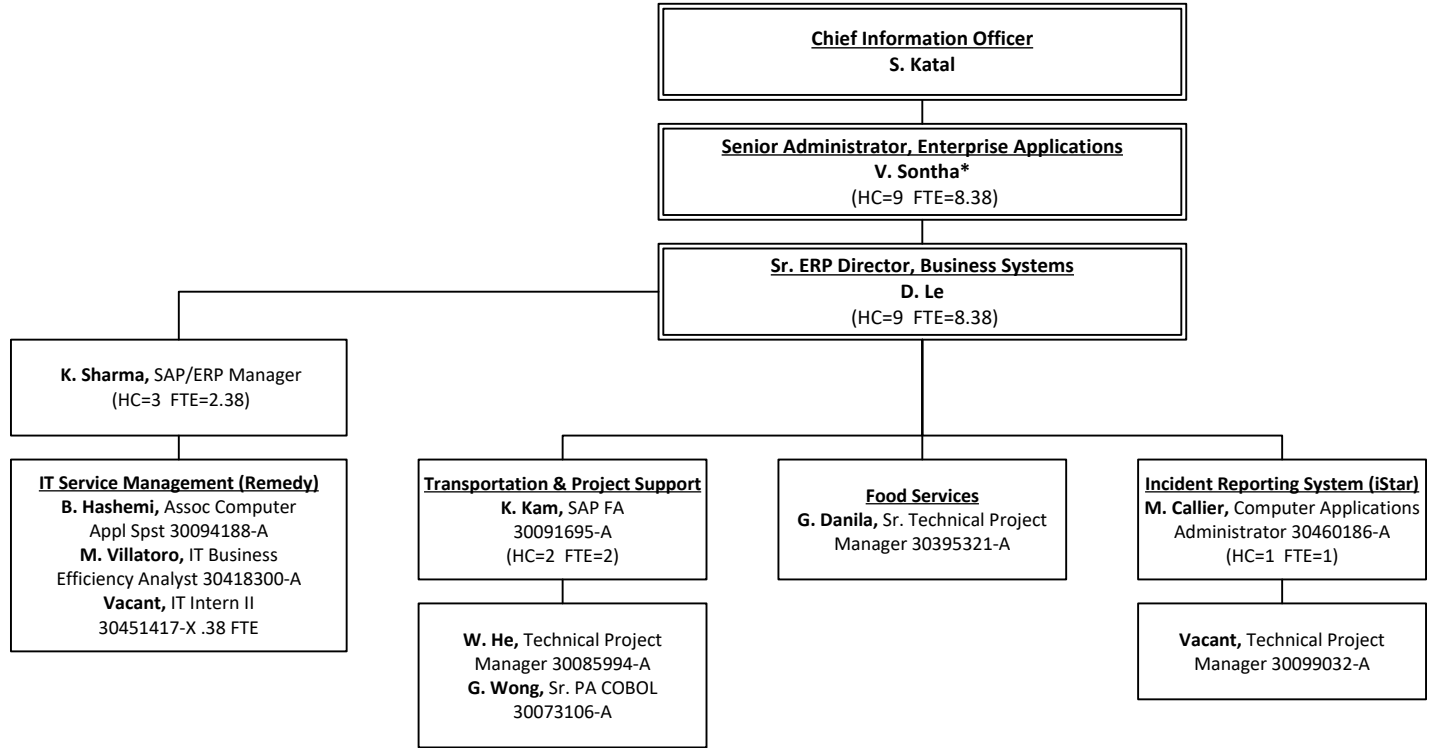 Chief Information Officer
S. Katal
Senior Administrator, Enterprise Applications
V. Sontha*
(HC=9 FTE=8.38)
Sr. ERP Director, Business Systems
D. Le
(HC=9 FTE=8.38)
K. Sharma, SAP/ERP Manager
(HC=3 FTE=2.38)
IT Service Management (Remedy)
B. Hashemi, Assoc Computer
Appl Spst 30094188-A
M. Villatoro, IT Business
Efficiency Analyst 30418300-A
Vacant, IT Intern II
30451417-X .38 FTE
Transportation & Project Support
K. Kam, SAP FA
30091695-A
(HC=2 FTE=2)
W. He, Technical Project
Manager 30085994-A
G. Wong, Sr. PA COBOL
30073106-A
Food Services
G. Danila, Sr. Technical Project
Manager 30395321-A
Incident Reporting System (iStar)
M. Callier, Computer Applications
Administrator 30460186-A
(HC=1 FTE=1)
Vacant, Technical Project
Manager 30099032-A